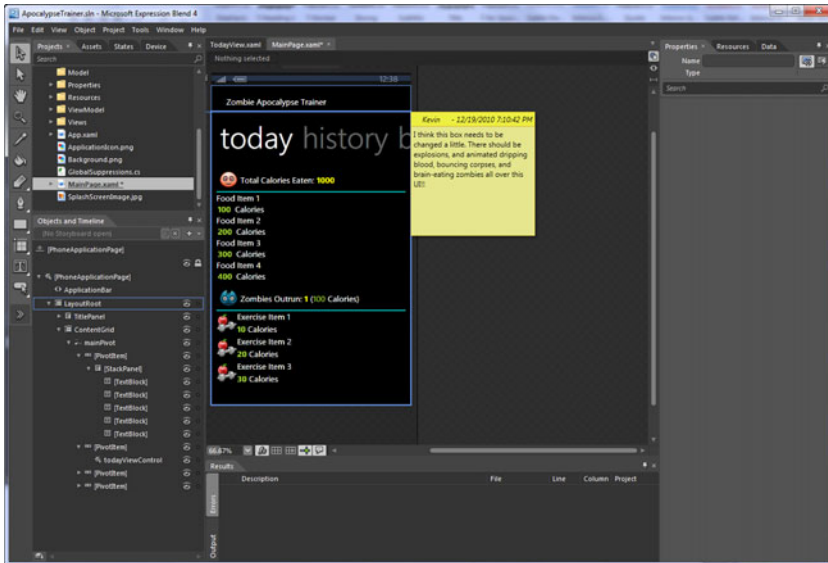 ApocalypseTrainer.sln - Microsoft Expression Blend 4
File Edit View Object Project Tools Window Help
Projects × Assets States Device
Search
Model
Properties
Resources
ViewModel
Views
App.xaml
ApplicationIcon.png
Background.png
GlobalSuppressions.cs
MainPage.xaml *
SplashScreenImage.jpg
Objects and Timeline
(No Storyboard open)
[PhoneApplicationPage]
[PhoneApplicationPage]
ApplicationBar
LayoutRoot
TitlePanel
ContentGrid
mainPivot
[PivotItem]
[StackPanel]
[TextBlock]
[TextBlock]
[TextBlock]
[TextBlock]
[TextBlock]
[PivotItem]
todayViewControl
[PivotItem]
[PivotItem]
TodayView.xaml MainPage.xaml* ×
Nothing selected
12:38
Zombie Apocalypse Trainer
today history b
Total Calories Eaten: 1000
Food Item 1
100 Calories
Food Item 2
200 Calories
Food Item 3
300 Calories
Food Item 4
400 Calories
Zombies Outrun: 1 (100 Calories)
Exercise Item 1
10 Calories
Exercise Item 2
20 Calories
Exercise Item 3
30 Calories
Kevin - 12/19/2010 7:10:42 PM
I think this box needs to be
changed a little. There should be
explosions, and animated dripping
blood, bouncing corpses, and
brain-eating zombies all over this
UI!!
66.67%
Results
Description File Line Column Project
Errors
Output
Properties × Resources Data
Name
Type
Search